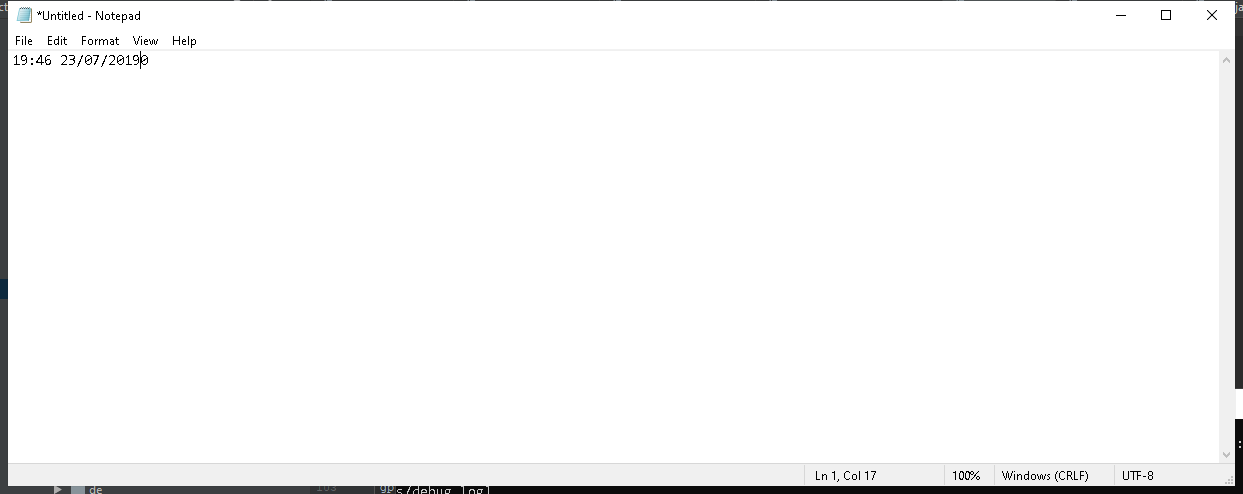 *Untitled - Notepad
File Edit Format View Help
19:46 23/07/20190
Ln 1, Col 17 100% Windows (CRLF) UTF-8
de 103 s/debug.log]